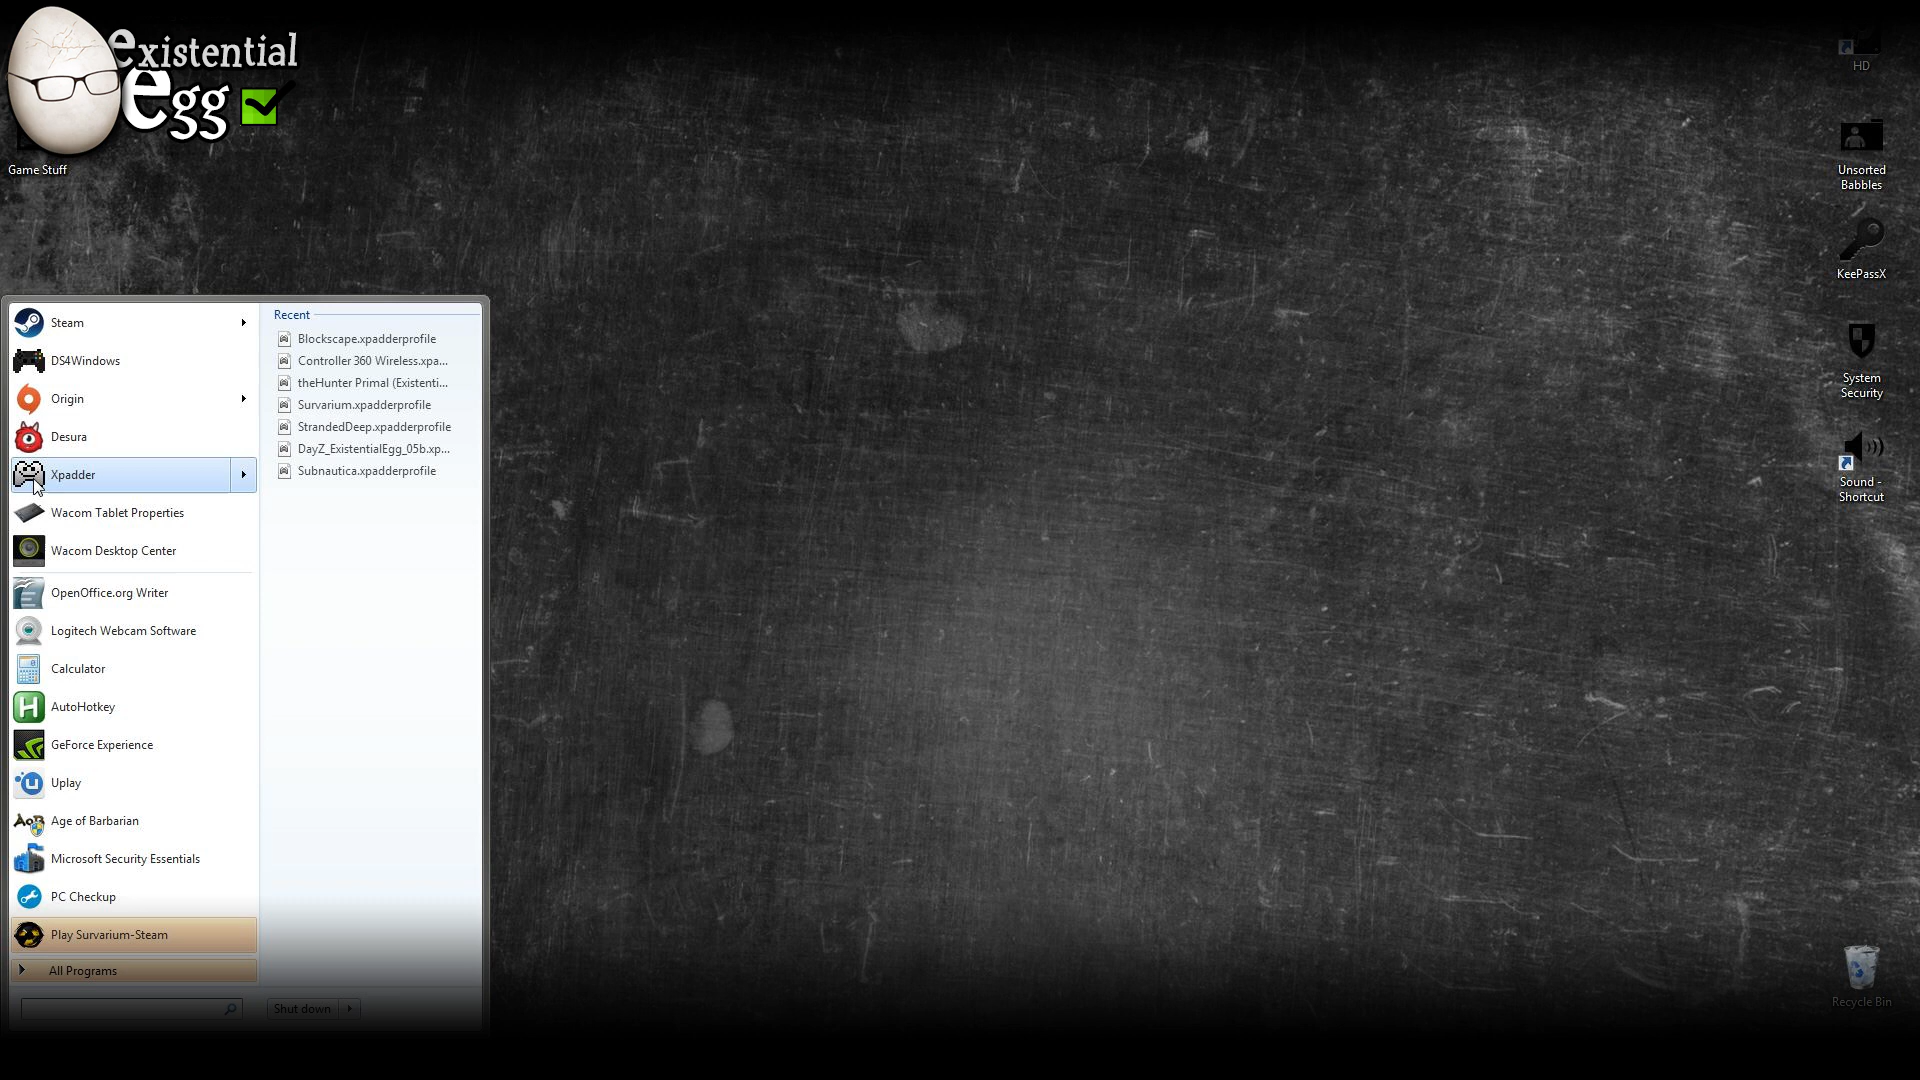 existential
egg
Game Stuff
HD
Unsorted
Babbles
KeePassX
System
Security
Sound -
Shortcut
Recycle Bin
Steam
DS4Windows
Origin
Desura
Xpadder
Wacom Tablet Properties
Wacom Desktop Center
OpenOffice.org Writer
Logitech Webcam Software
Calculator
AutoHotkey
GeForce Experience
Uplay
Age of Barbarian
Microsoft Security Essentials
PC Checkup
Play Survarium-Steam
All Programs
Shut down
Recent
Blockscape.xpadderprofile
Controller 360 Wireless.xpa...
theHunter Primal (Existenti...
Survarium.xpadderprofile
StrandedDeep.xpadderprofile
DayZ_ExistentialEgg_05b.xp...
Subnautica.xpadderprofile